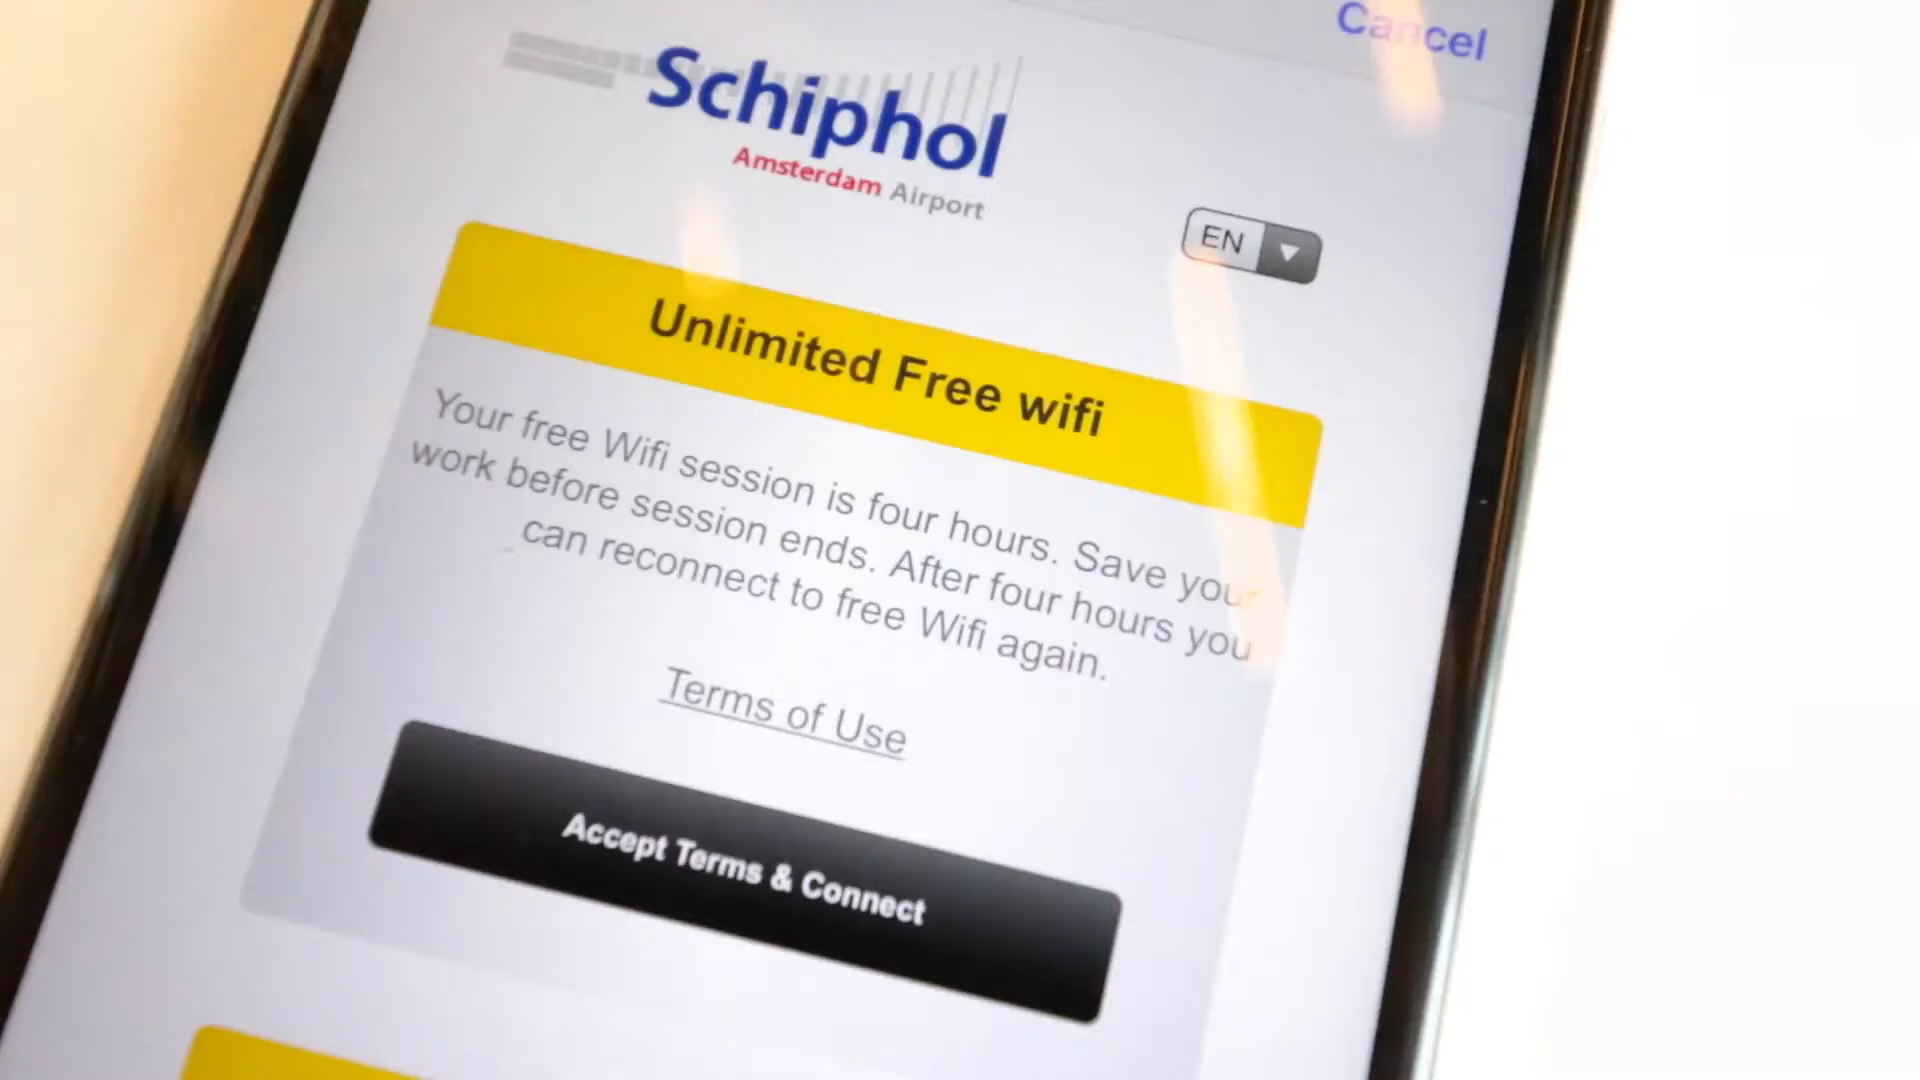 Cancel
Schiphol
Amsterdam Airport
EN
Unlimited Free wifi
Your free Wifi session is four hours. Save your
work before session ends. After four hours you
can reconnect to free Wifi again.
Terms of Use
Accept Terms & Connect